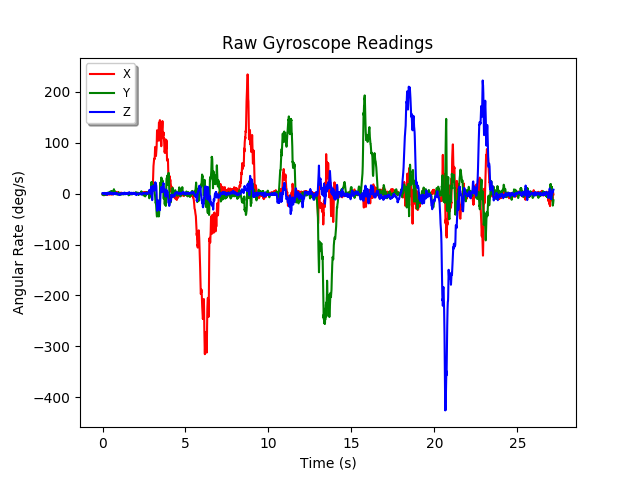 Raw Gyroscope Readings
X
Y
Z
200
100
0
−100
−200
−300
−400
Angular Rate (deg/s)
0 5 10 15 20 25
Time (s)